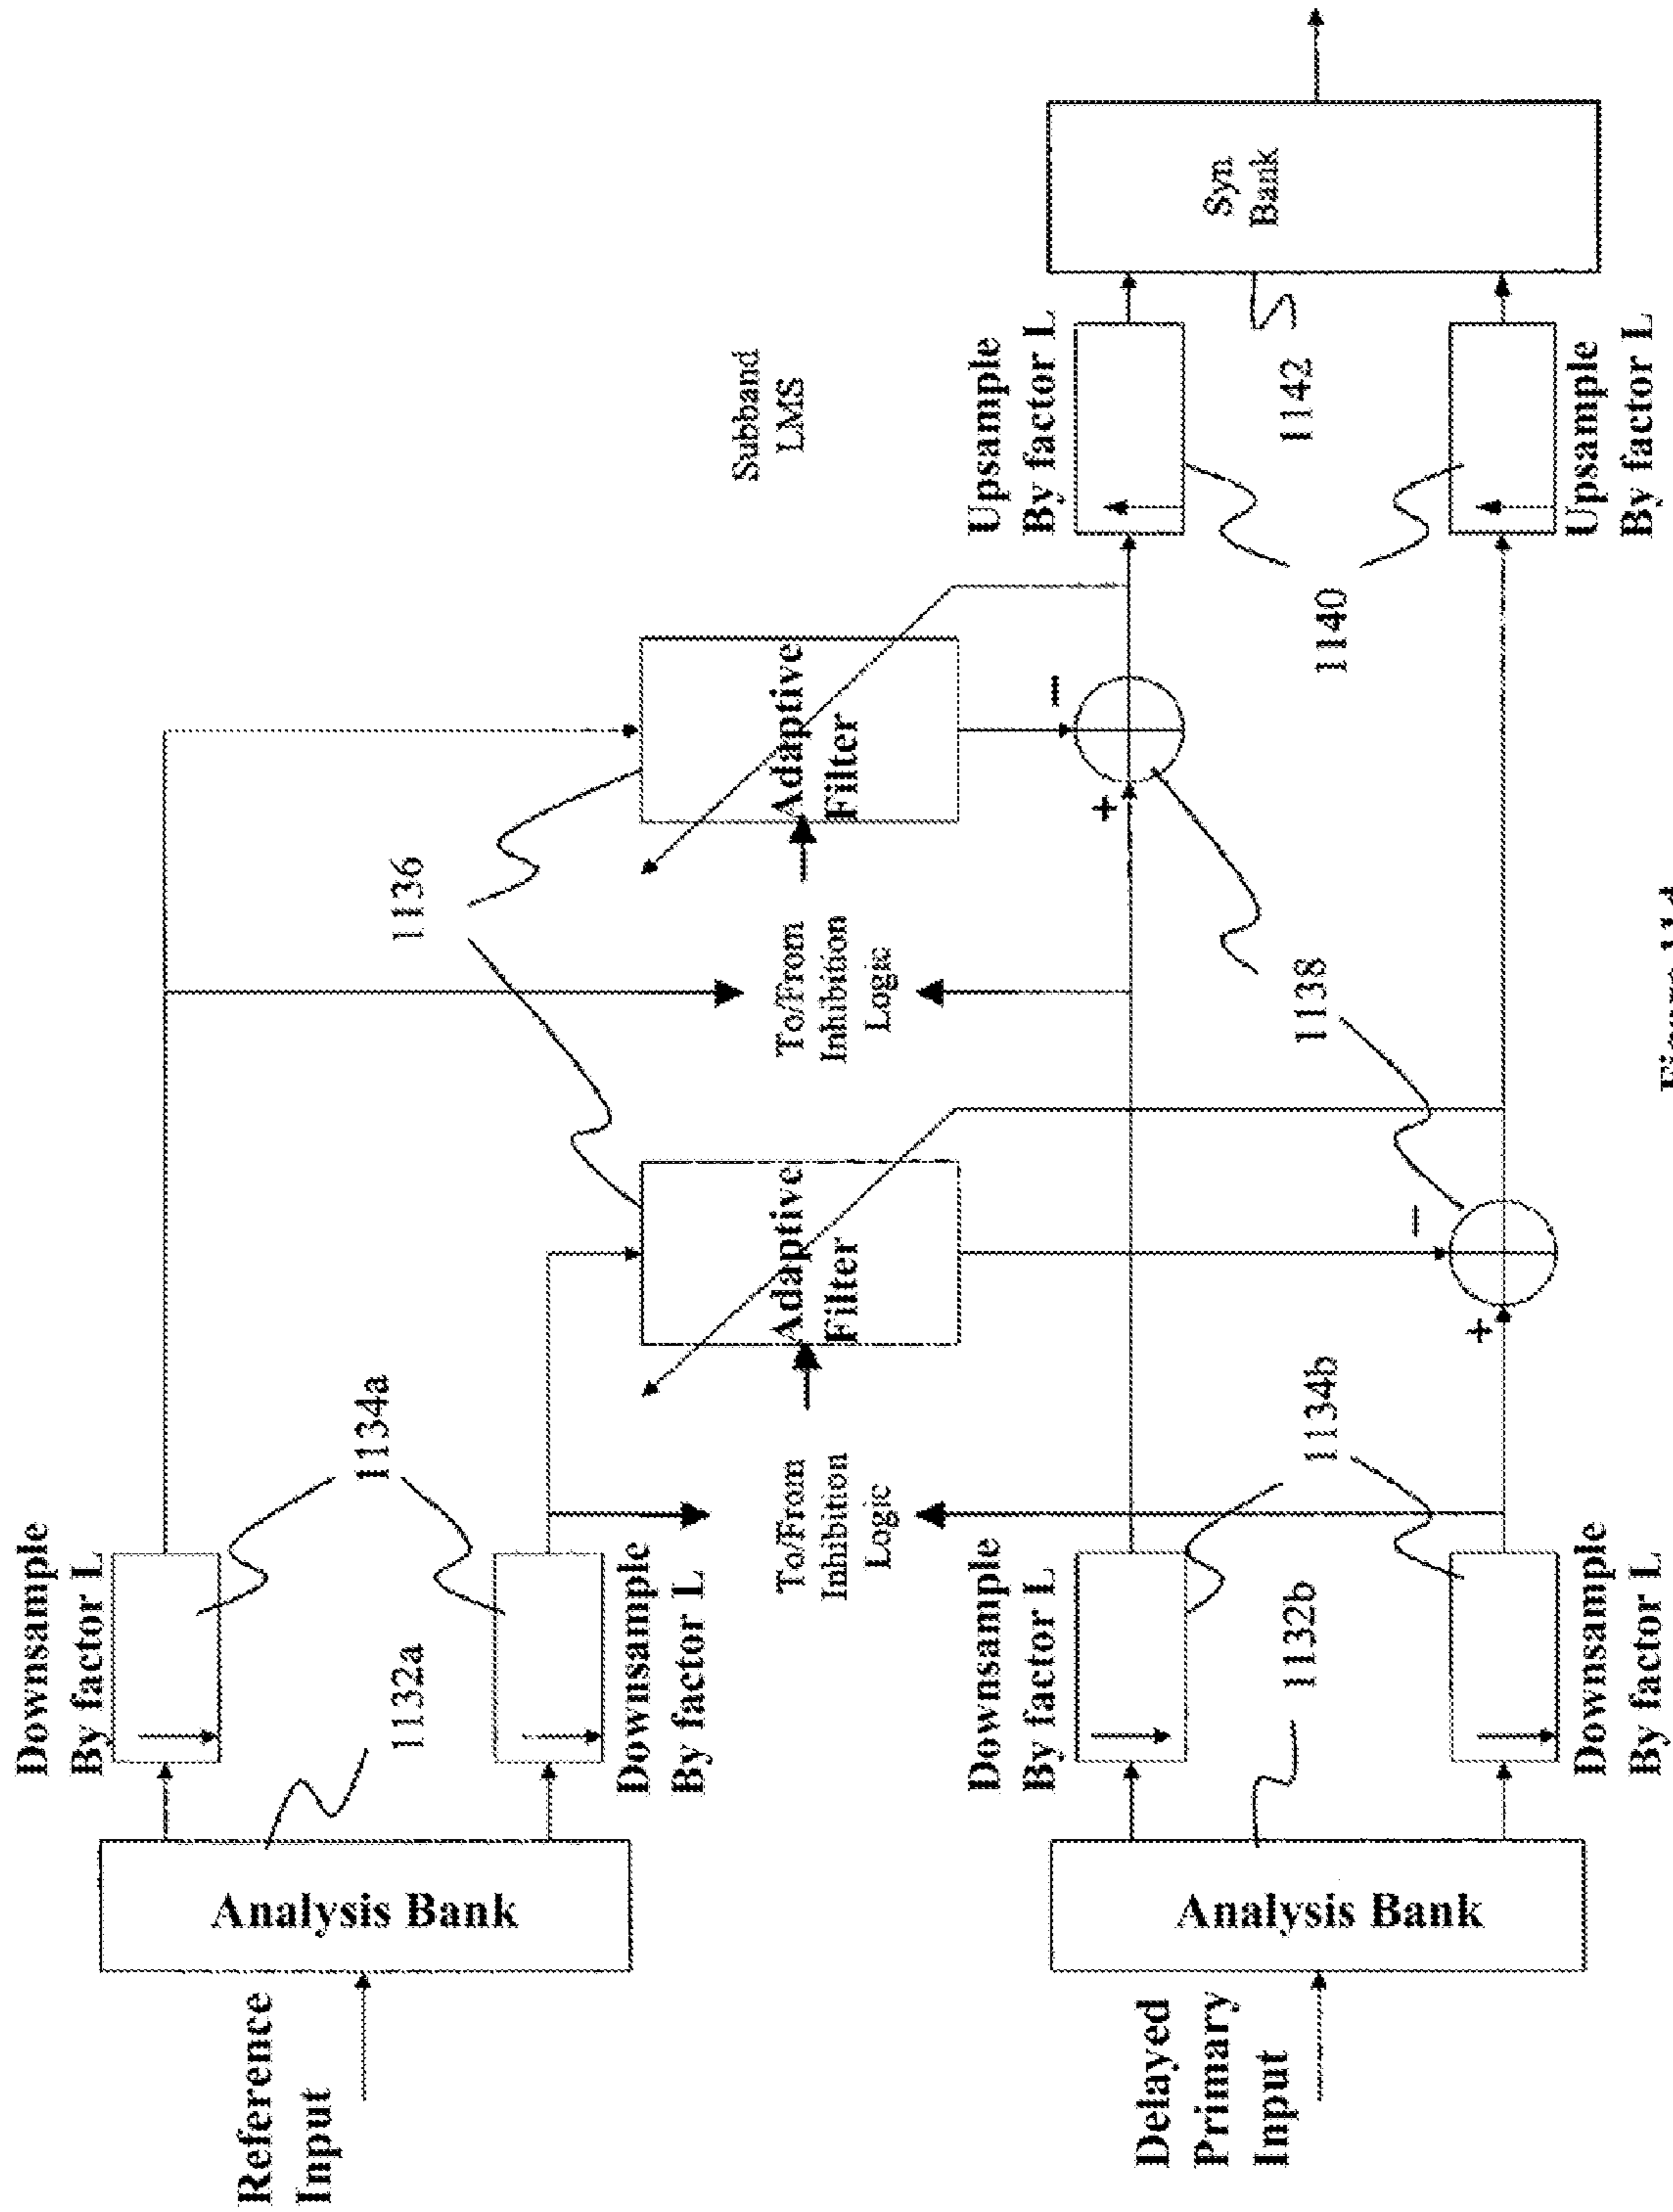 Reference
Input
Analysis Bank
1132a
Downsample
By factor L
1134a
Downsample
By factor L
1136
Adaptive
Filter
Adaptive
Filter
To/From
Inhibition
Logic
To/From
Inhibition
Logic
Subband
LMS
Delayed
Primary
Input
Analysis Bank
1132b
Downsample
By factor L
1134b
Downsample
By factor L
+
−
+
−
1138
Upsample
By factor L
1140
Upsample
By factor L
1142
Syn
Bank